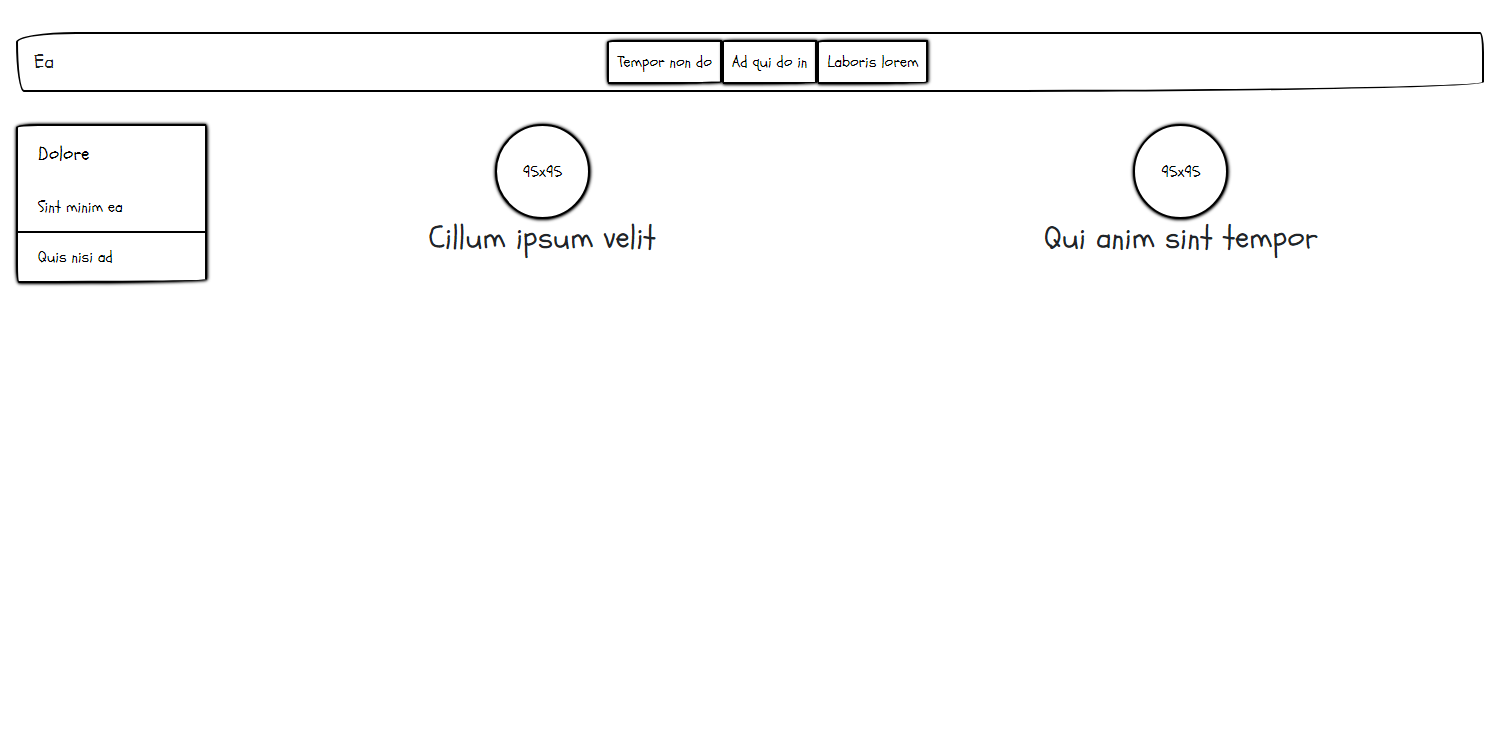 Ea
Tempor non do
Ad qui do in
Laboris lorem
Dolore
Sint minim ea
Quis nisi ad
95x95
Cillum ipsum velit
95x95
Qui anim sint tempor